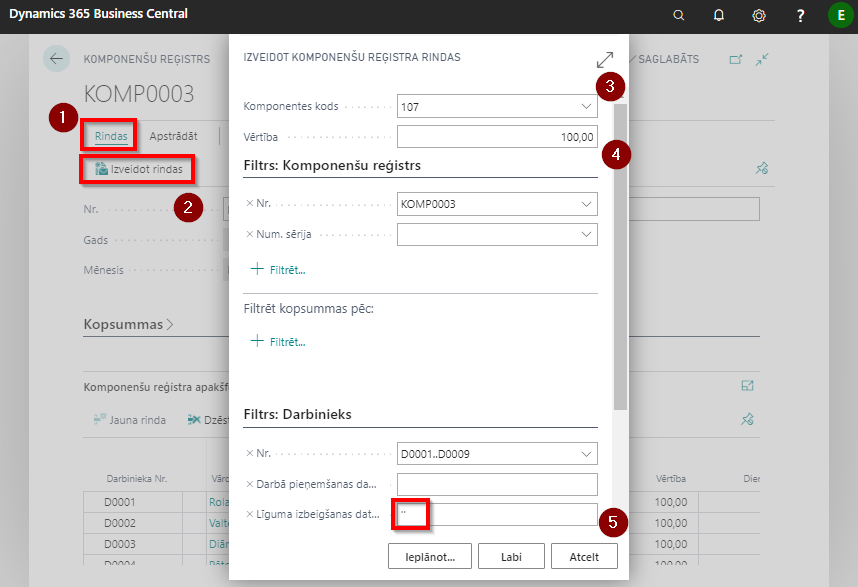 Dynamics 365 Business Central
?
E
KOMPONENŠU REĢISTRS
SAGLABĀTS
KOMP0003
1
Rindas
Apstrādāt
Izveidot rindas
2
Nr.
Gads
Mēnesis
Kopsummas
Komponenšu reģistra apakšf
Jauna rinda
Dzēst
Darbinieka Nr.
Vārd
Vērtība
Dien
D0001
Rola
100,00
D0002
Valte
100,00
D0003
Diān
100,00
D0004
100,00
IZVEIDOT KOMPONENŠU REĢISTRA RINDAS
3
Komponentes kods
107
Vērtība
100,00
4
Filtrs: Komponenšu reģistrs
× Nr.
KOMP0003
× Num. sērija
+ Filtrēt...
Filtrēt kopsummas pēc:
+ Filtrēt...
Filtrs: Darbinieks
× Nr.
D0001..D0009
× Darbā pieņemšanas da...
× Līguma izbeigšanas dat...
''
5
Ieplānot...
Labi
Atcelt